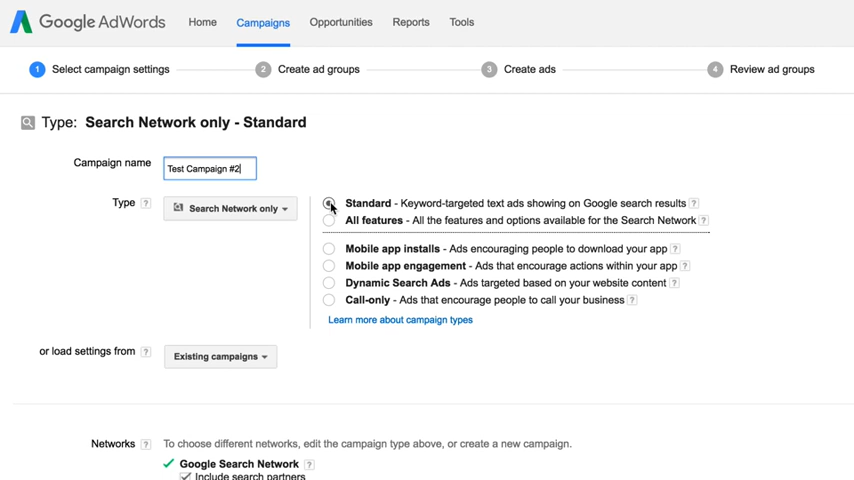 Google AdWords Home Campaigns Opportunities Reports Tools
1 Select campaign settings 2 Create ad groups 3 Create ads 4 Review ad groups
Type: Search Network only - Standard
Campaign name Test Campaign #2
Type ? Search Network only
Standard - Keyword-targeted text ads showing on Google search results ?
All features - All the features and options available for the Search Network ?
Mobile app installs - Ads encouraging people to download your app ?
Mobile app engagement - Ads that encourage actions within your app ?
Dynamic Search Ads - Ads targeted based on your website content ?
Call-only - Ads that encourage people to call your business ?
Learn more about campaign types
or load settings from ? Existing campaigns
Networks ? To choose different networks, edit the campaign type above, or create a new campaign.
Google Search Network ?
Include search partners